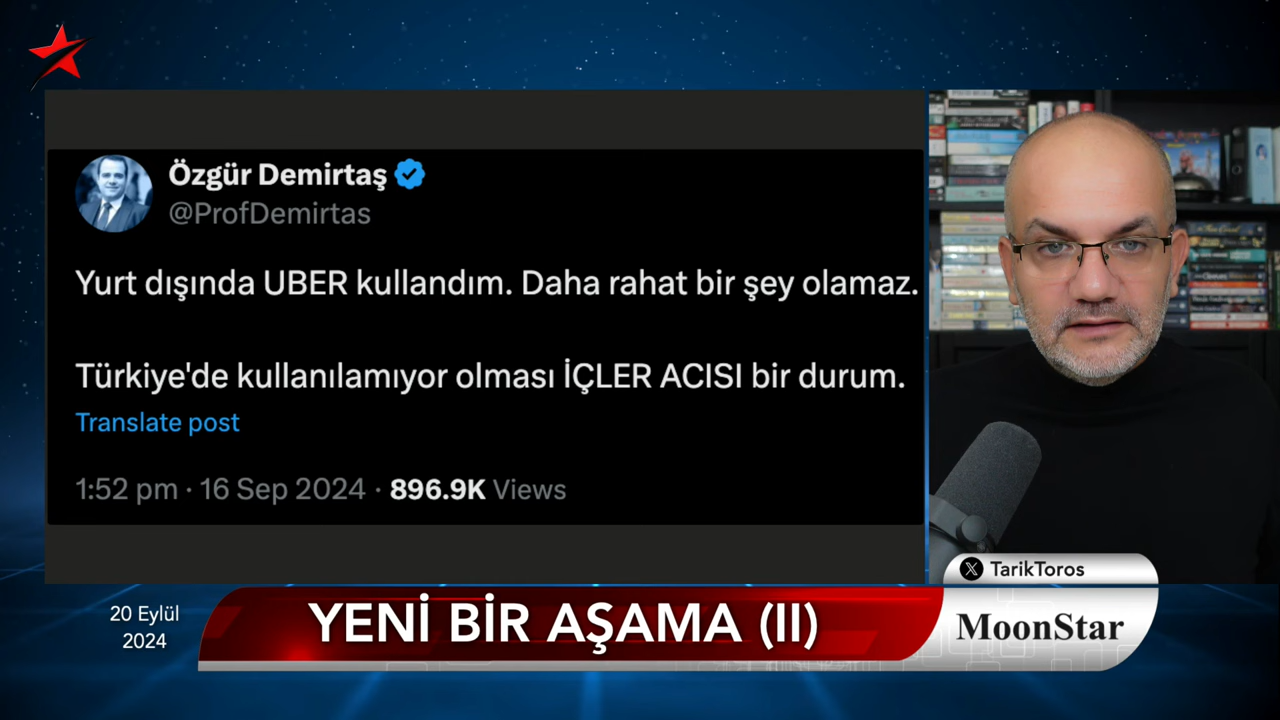 Özgür Demirtaş
@ProfDemirtas
Yurt dışında UBER kullandım. Daha rahat bir şey olamaz.
Türkiye'de kullanılamıyor olması İÇLER ACISI bir durum.
Translate post
1:52 pm · 16 Sep 2024 · 896.9K Views
X TarikToros
20 Eylül
2024
YENİ BİR AŞAMA (II)
MoonStar